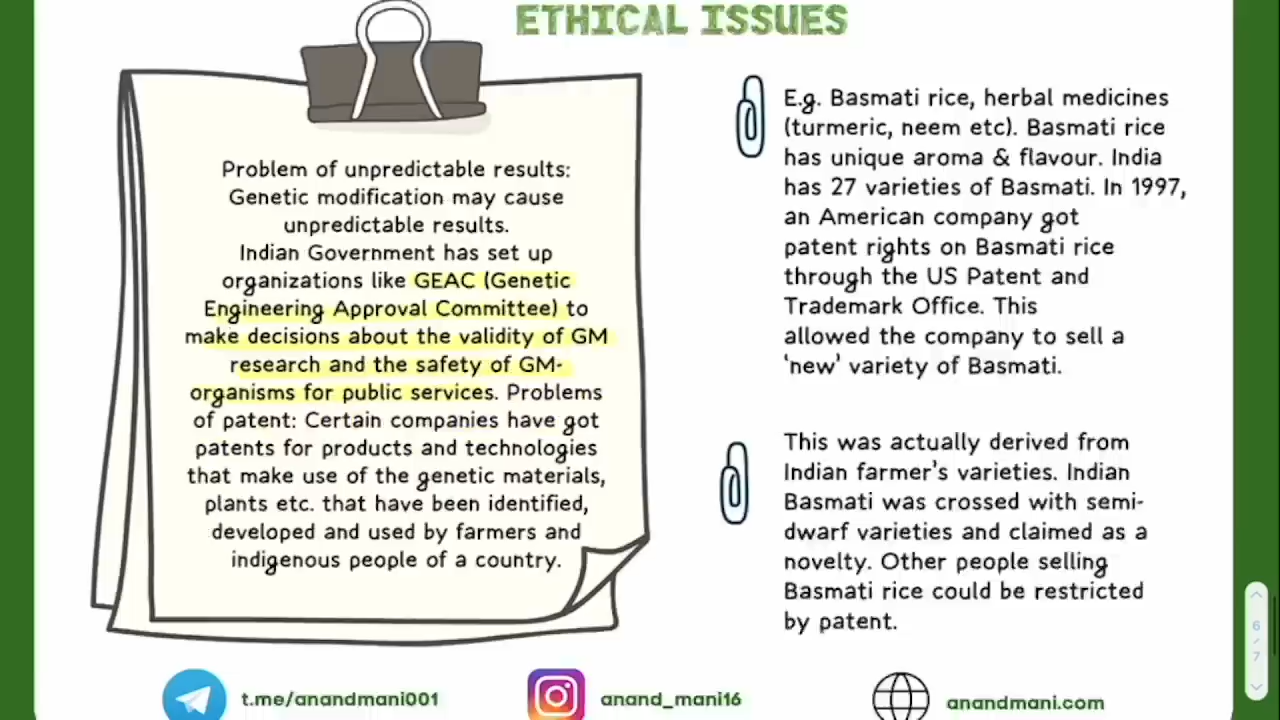 ETHICAL ISSUES
Problem of unpredictable results:
Genetic modification may cause
unpredictable results.
Indian Government has set up
organizations like GEAC (Genetic
Engineering Approval Committee) to
make decisions about the validity of GM
research and the safety of GM-
organisms for public services. Problems
of patent: Certain companies have got
patents for products and technologies
that make use of the genetic materials,
plants etc. that have been identified,
developed and used by farmers and
indigenous people of a country.
E.g. Basmati rice, herbal medicines
(turmeric, neem etc). Basmati rice
has unique aroma & flavour. India
has 27 varieties of Basmati. In 1997,
an American company got
patent rights on Basmati rice
through the US Patent and
Trademark Office. This
allowed the company to sell a
'new' variety of Basmati.
This was actually derived from
Indian farmer's varieties. Indian
Basmati was crossed with semi-
dwarf varieties and claimed as a
novelty. Other people selling
Basmati rice could be restricted
by patent.
6
/
7
t.me/anandmani001
anand_mani16
anandmani.com